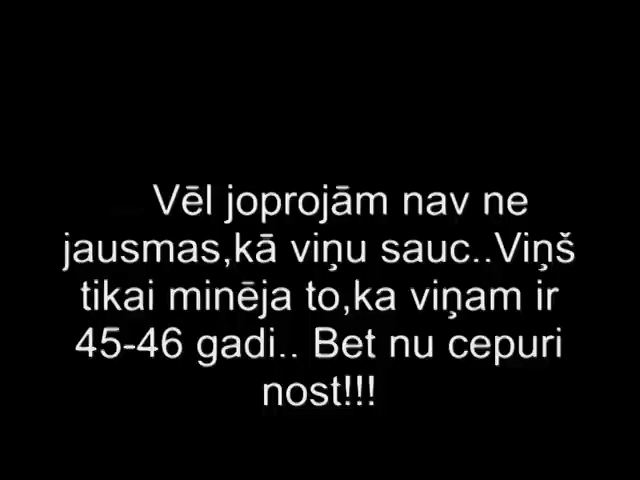 Vēl joprojām nav ne
jausmas,kā viņu sauc..Viņš
tikai minēja to,ka viņam ir
45-46 gadi.. Bet nu cepuri
nost!!!